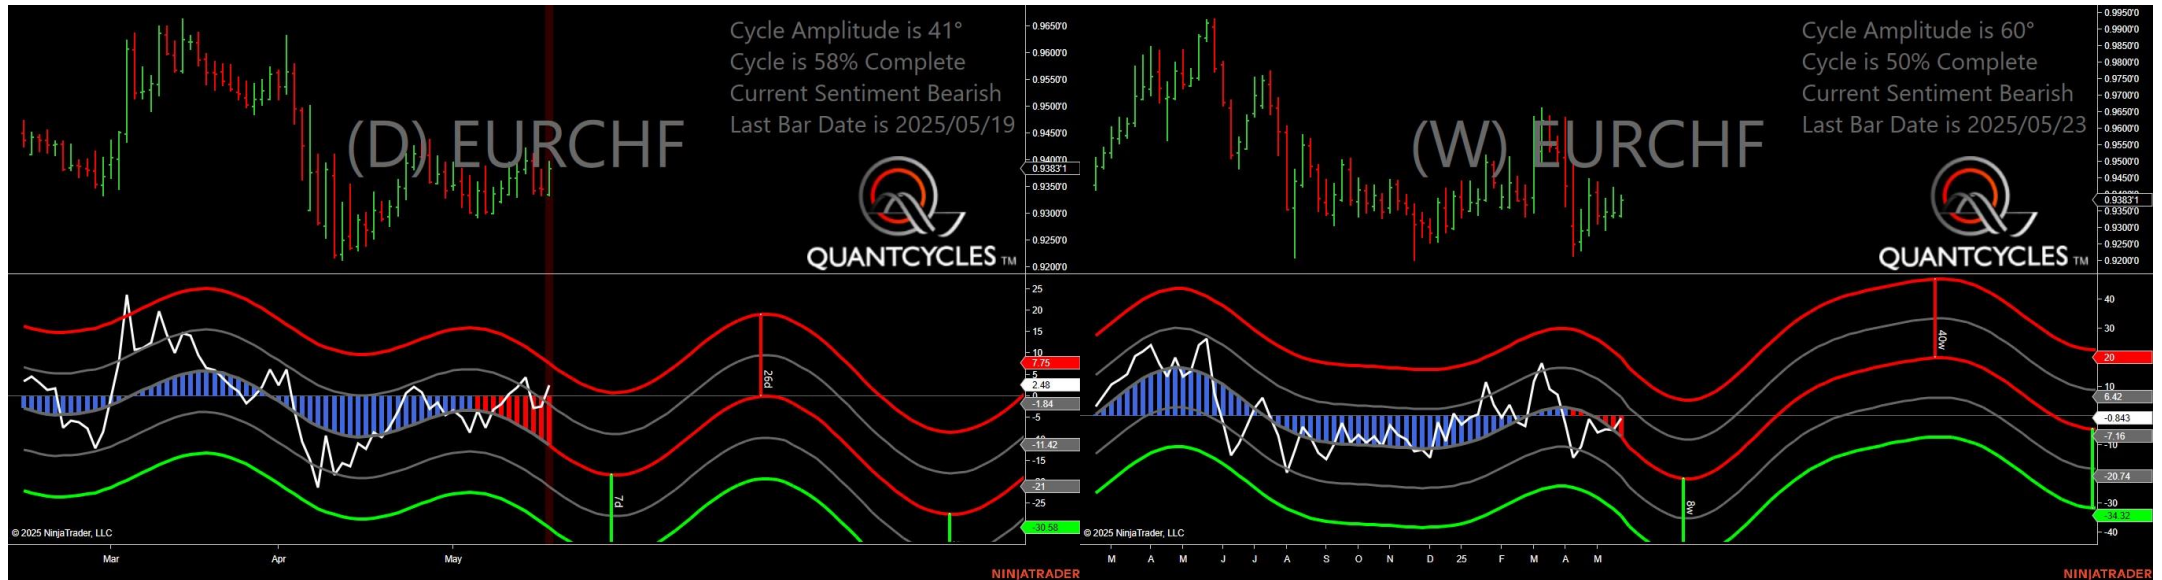 Cycle Amplitude is 41°
Cycle is 58% Complete
Current Sentiment Bearish
Last Bar Date is 2025/05/19
(D) EURCHF
QUANTCYCLES TM
0.9650'0
0.9600'0
0.9550'0
0.9500'0
0.9450'0
0.9400'0
0.9383'1
0.9350'0
0.9300'0
0.9250'0
0.9200'0
25
20
15
10
7.75
5
2.48
0
-1.84
-5
-11.42
-15
-21
-25
-30.58
26d
7d
© 2025 NinjaTrader, LLC
Mar
Apr
May
NINJATRADER
Cycle Amplitude is 60°
Cycle is 50% Complete
Current Sentiment Bearish
Last Bar Date is 2025/05/23
(W) EURCHF
QUANTCYCLES TM
0.9950'0
0.9900'0
0.9850'0
0.9800'0
0.9750'0
0.9700'0
0.9650'0
0.9600'0
0.9550'0
0.9500'0
0.9450'0
0.9383'1
0.9350'0
0.9300'0
0.9250'0
0.9200'0
40
30
20
10
6.42
-0.843
-7.16
-10
-20.74
-30
-34.32
-40
40w
8w
© 2025 NinjaTrader, LLC
M
A
M
J
J
A
S
O
N
D
25
F
M
A
M
NINJATRADER